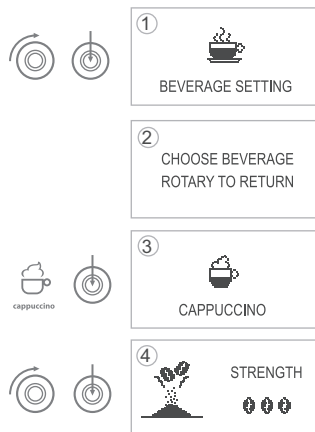 1
BEVERAGE SETTING
2
CHOOSE BEVERAGE
ROTARY TO RETURN
3
cappuccino
CAPPUCCINO
4
STRENGTH